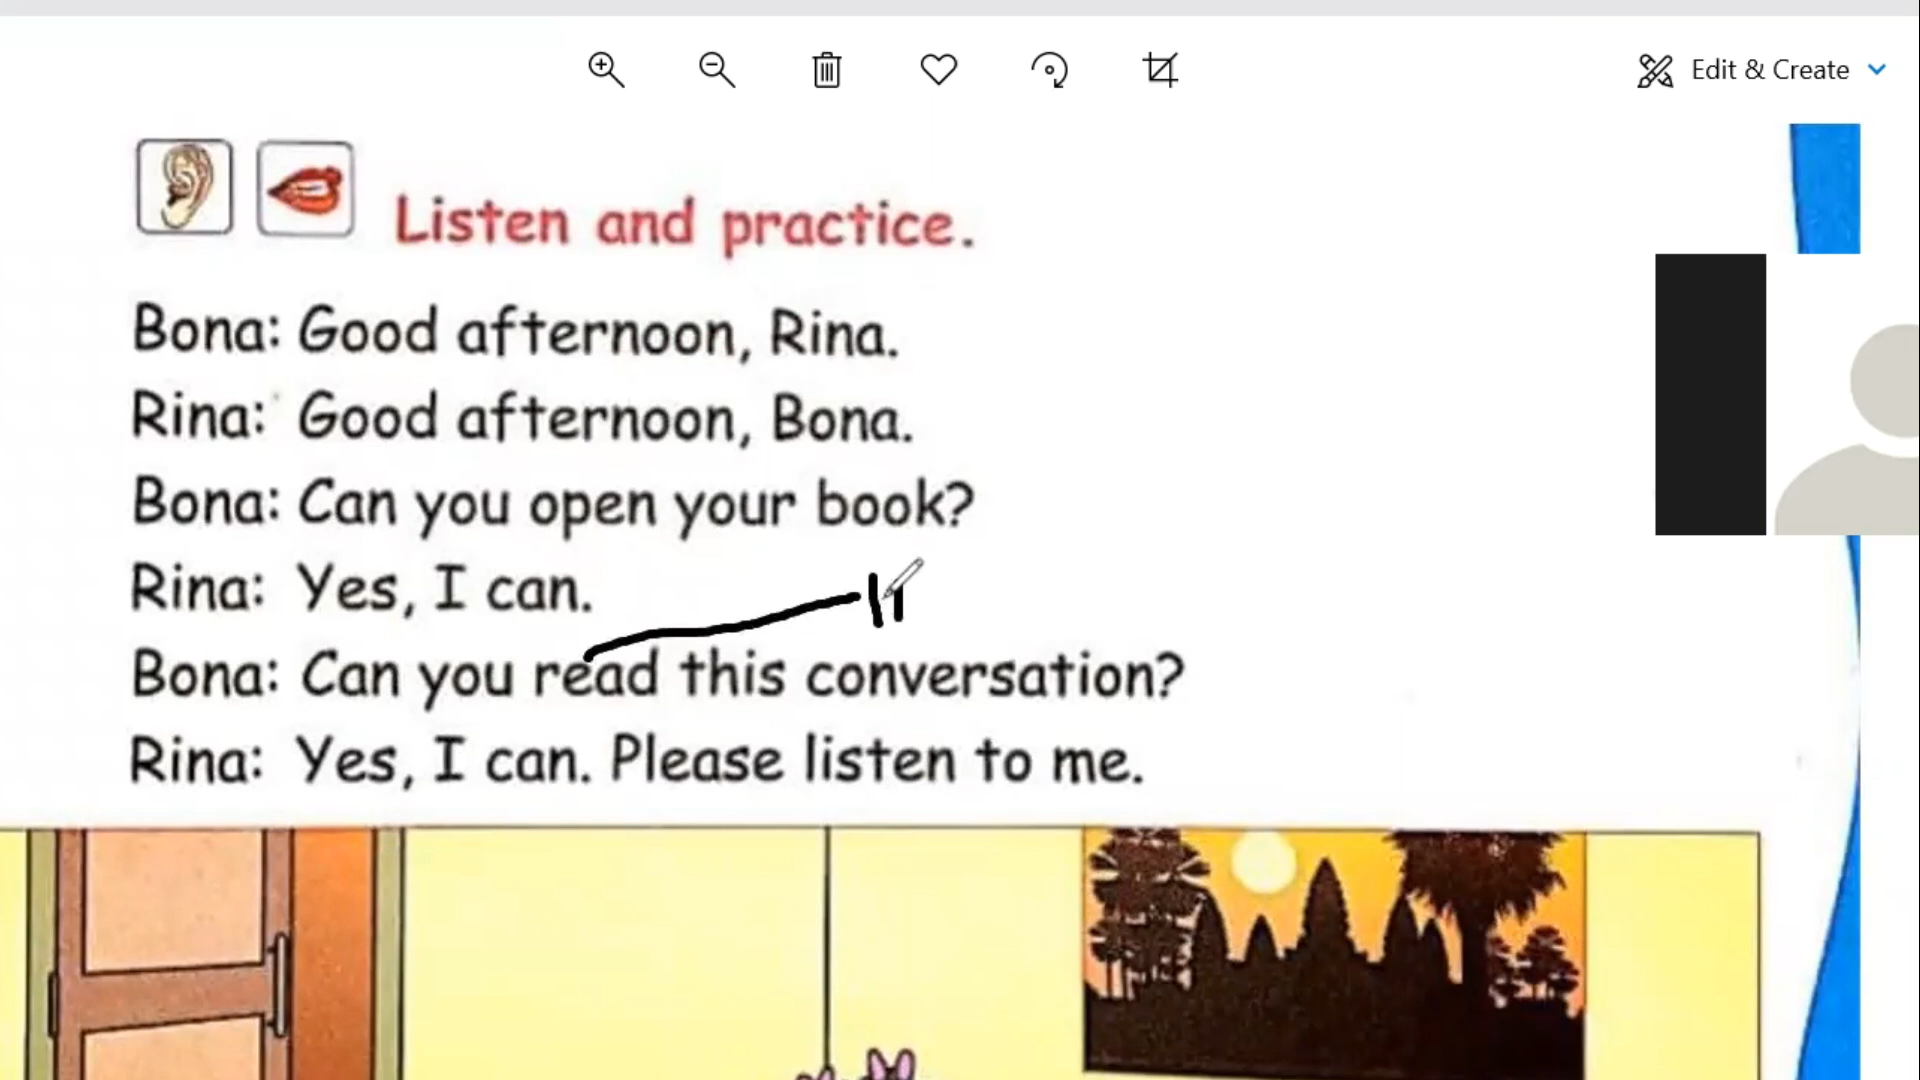 Edit & Create
Listen and practice.
Bona: Good afternoon, Rina.
Rina: Good afternoon, Bona.
Bona: Can you open your book?
Rina: Yes, I can.
Bona: Can you read this conversation?
Rina: Yes, I can. Please listen to me.